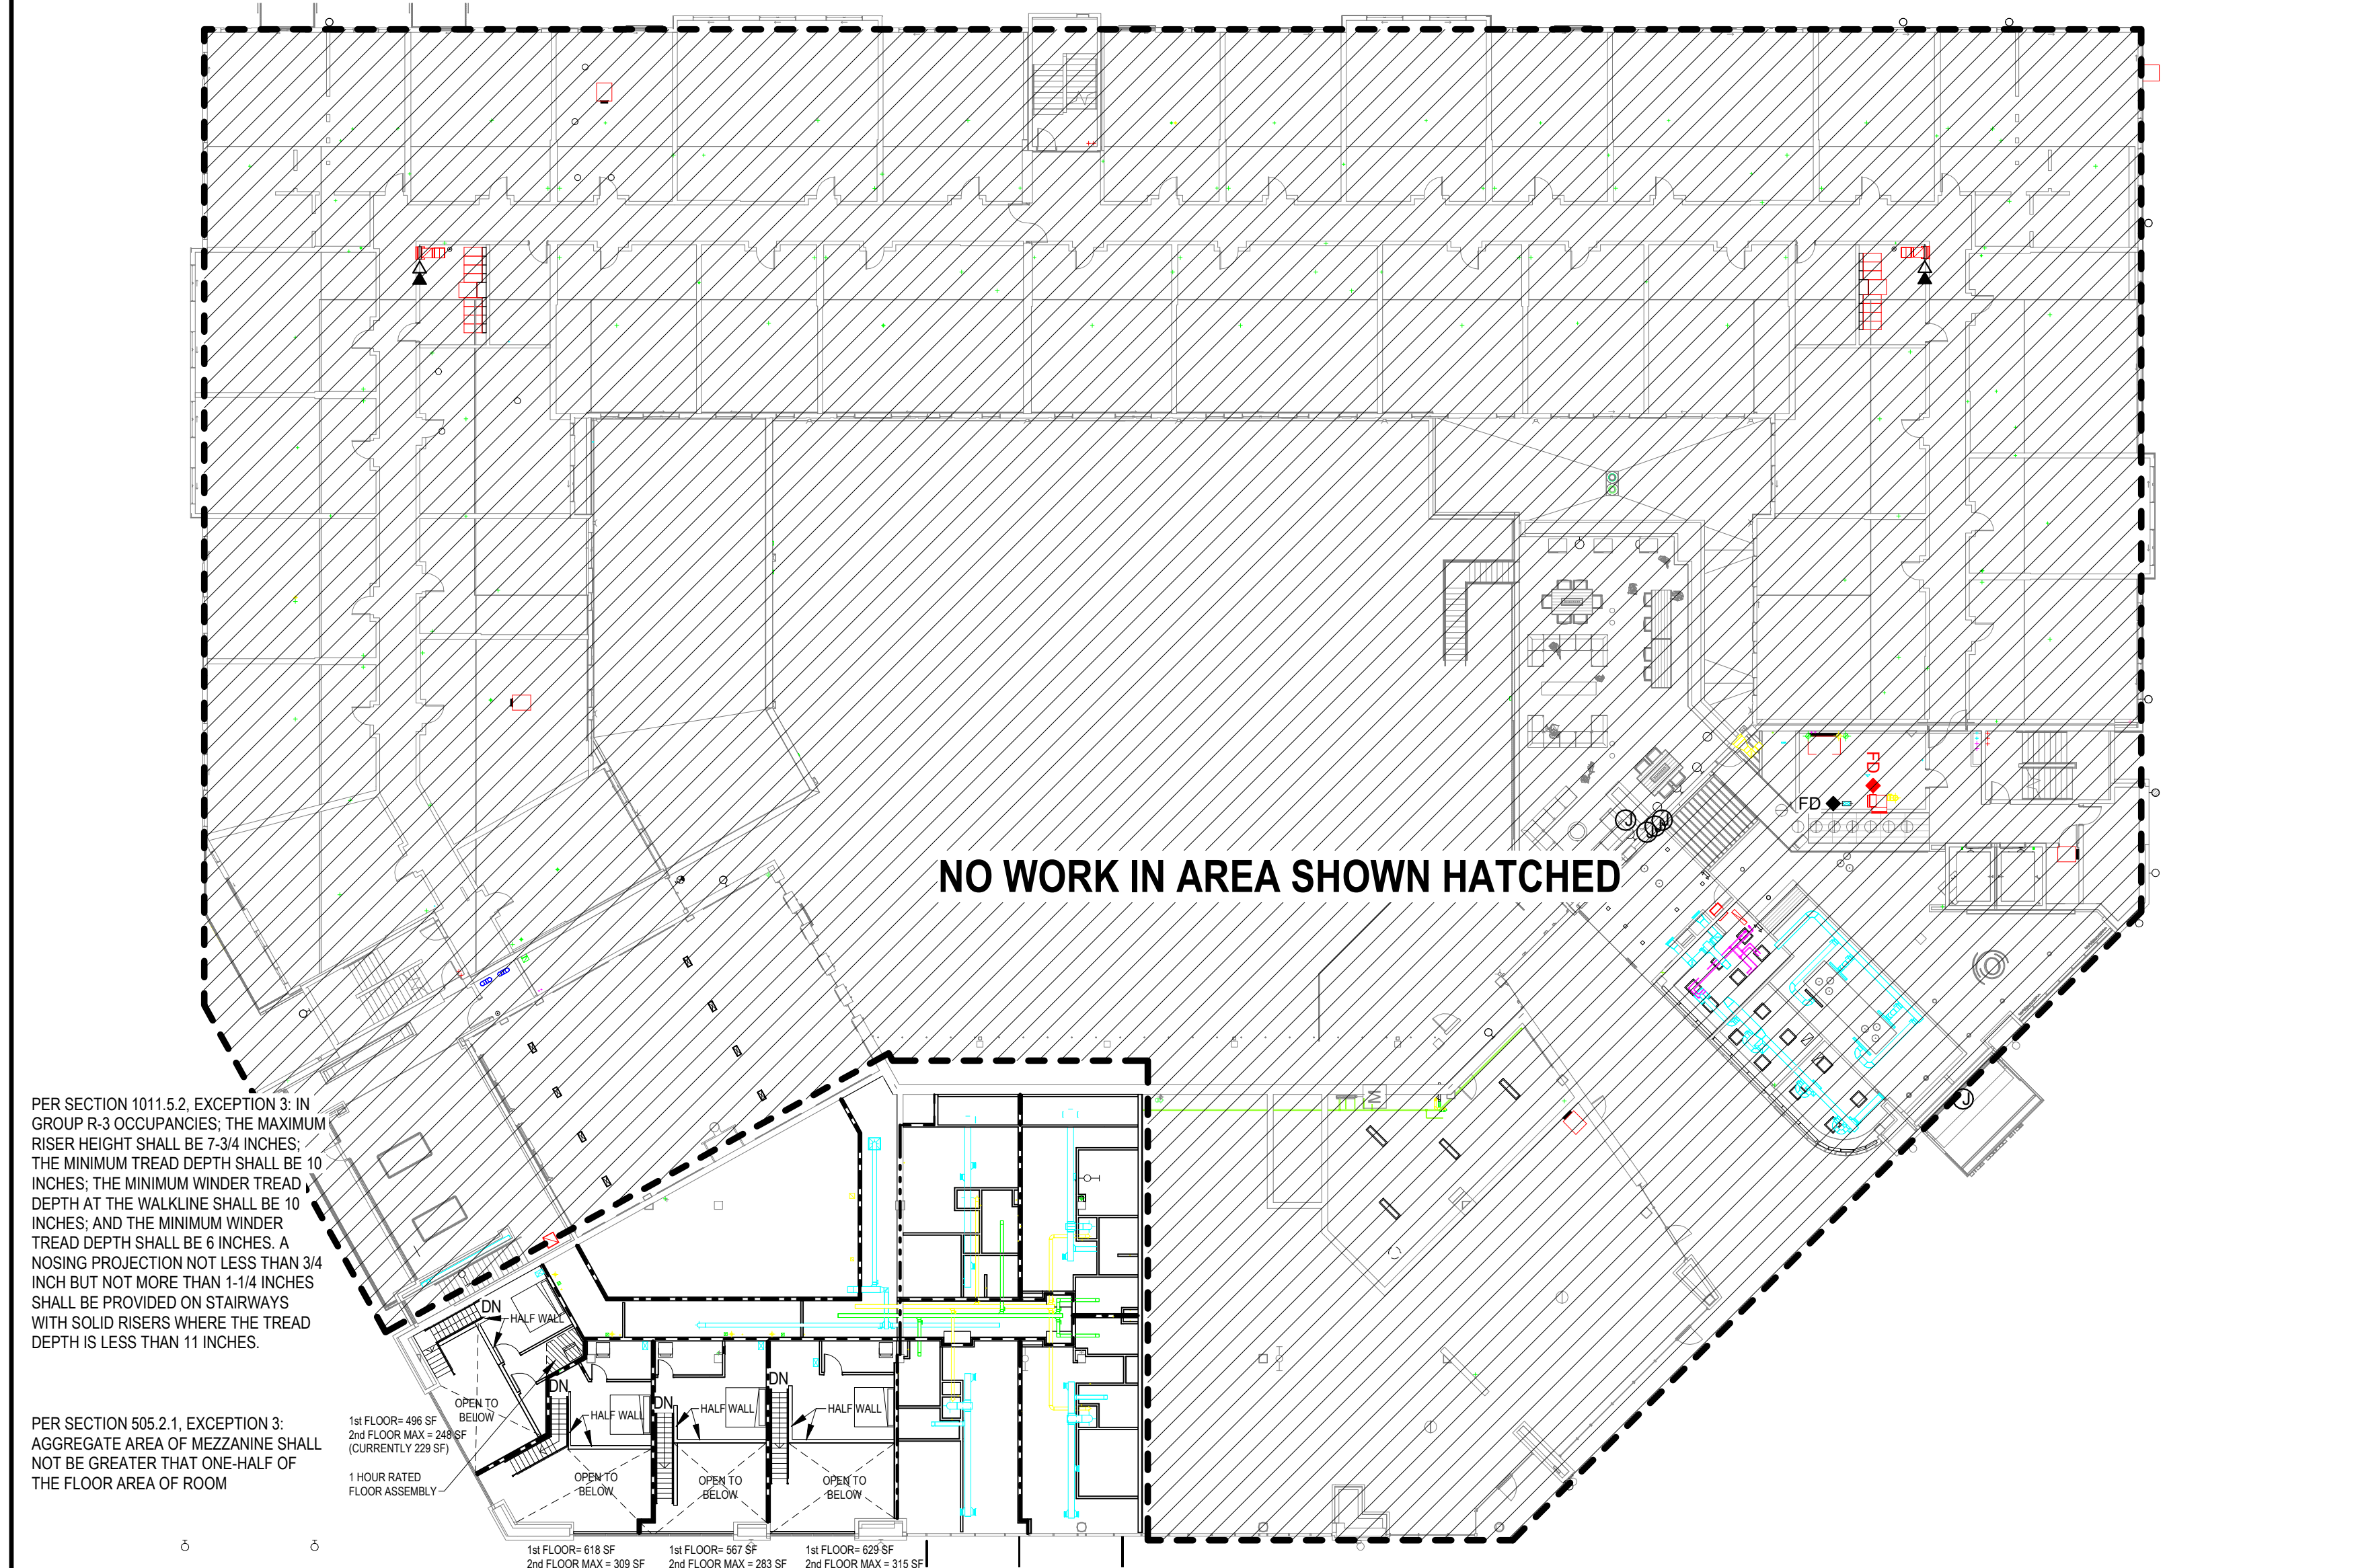 NO WORK IN AREA SHOWN HATCHED
FD
FD
J
J
J
J
J
M
PER SECTION 1011.5.2, EXCEPTION 3: IN
GROUP R-3 OCCUPANCIES; THE MAXIMUM
RISER HEIGHT SHALL BE 7-3/4 INCHES;
THE MINIMUM TREAD DEPTH SHALL BE 10
INCHES; THE MINIMUM WINDER TREAD
DEPTH AT THE WALKLINE SHALL BE 10
INCHES; AND THE MINIMUM WINDER
TREAD DEPTH SHALL BE 6 INCHES. A
NOSING PROJECTION NOT LESS THAN 3/4
INCH BUT NOT MORE THAN 1-1/4 INCHES
SHALL BE PROVIDED ON STAIRWAYS
WITH SOLID RISERS WHERE THE TREAD
DEPTH IS LESS THAN 11 INCHES.
PER SECTION 505.2.1, EXCEPTION 3:
AGGREGATE AREA OF MEZZANINE SHALL
NOT BE GREATER THAT ONE-HALF OF
THE FLOOR AREA OF ROOM
1st FLOOR= 496 SF
2nd FLOOR MAX = 248 SF
(CURRENTLY 229 SF)
1 HOUR RATED
FLOOR ASSEMBLY
DN
HALF WALL
OPEN TO
BELOW
DN
HALF WALL
OPEN TO
BELOW
DN
HALF WALL
OPEN TO
BELOW
DN
HALF WALL
OPEN TO
BELOW
1st FLOOR= 618 SF
2nd FLOOR MAX = 309 SF
1st FLOOR= 567 SF
2nd FLOOR MAX = 283 SF
1st FLOOR= 629 SF
2nd FLOOR MAX = 315 SF